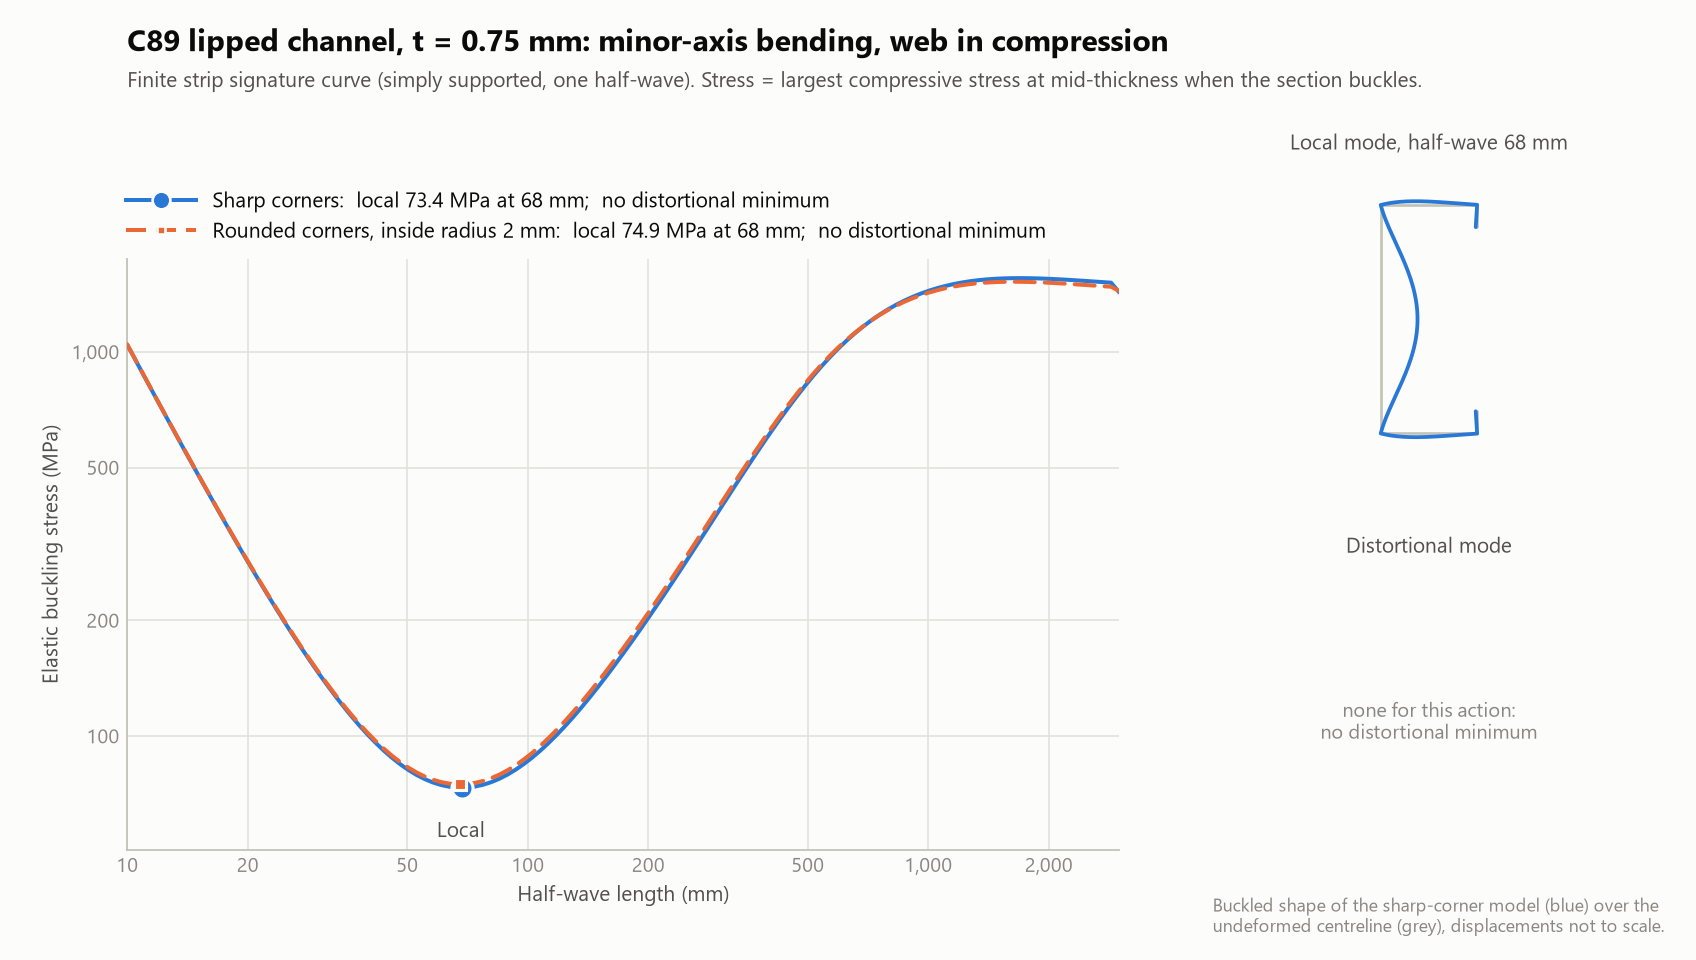 C89 lipped channel, t = 0.75 mm: minor-axis bending, web in compression
Finite strip signature curve (simply supported, one half-wave). Stress = largest compressive stress at mid-thickness when the section buckles.
Sharp corners:  local 73.4 MPa at 68 mm;  no distortional minimum
Rounded corners, inside radius 2 mm:  local 74.9 MPa at 68 mm;  no distortional minimum
Elastic buckling stress (MPa)
1,000
500
200
100
Local
10
20
50
100
200
500
1,000
2,000
Half-wave length (mm)
Local mode, half-wave 68 mm
Distortional mode
none for this action:
no distortional minimum
Buckled shape of the sharp-corner model (blue) over the
undeformed centreline (grey), displacements not to scale.